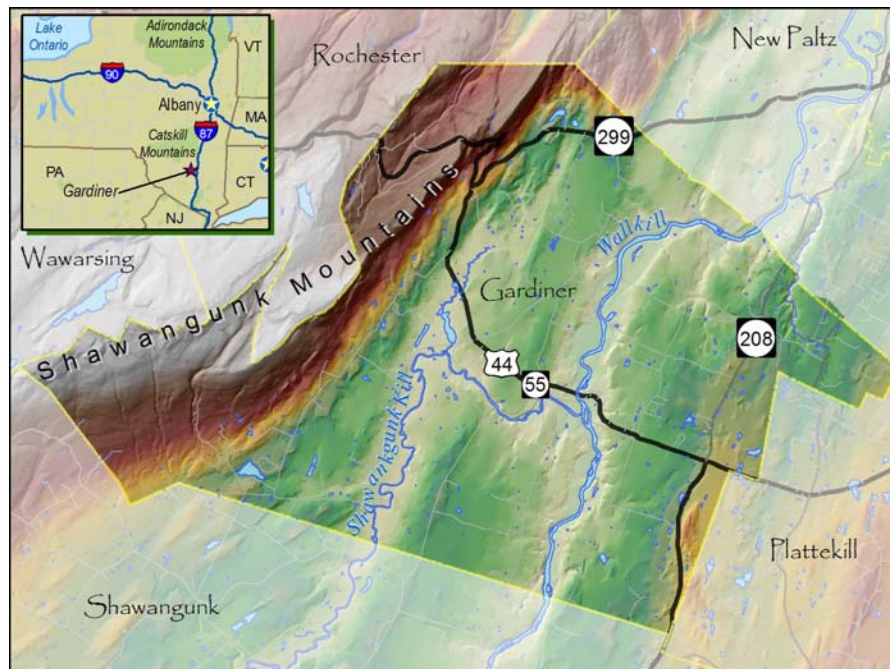 Lake
Ontario
Adirondack
Mountains
VT
90
Albany
MA
87
Catskill
Mountains
PA
CT
Gardiner
NJ
Rochester
New Paltz
299
Wawarsing
Shawangunk Mountains
Wallkill
Gardiner
208
44
55
Shawankgunk Kill
Plattekill
Shawangunk